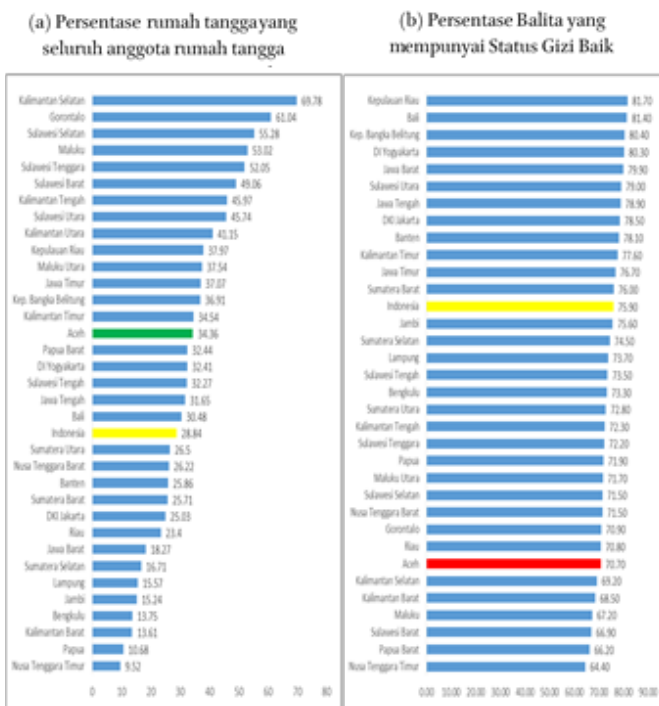 (a) Persentase rumah tangga yang
seluruh anggota rumah tangga
Kalimantan Selatan 69.78
Gorontalo 61.04
Sulawesi Selatan 55.28
Maluku 53.02
Sulawesi Tenggara 52.05
Sulawesi Barat 49.06
Kalimantan Tengah 45.97
Sulawesi Utara 45.74
Kalimantan Utara 41.15
Kepulauan Riau 37.97
Maluku Utara 37.54
Jawa Timur 37.07
Kep. Bangka Belitung 36.91
Kalimantan Timur 34.54
Aceh 34.36
Papua Barat 32.44
DI Yogyakarta 32.41
Sulawesi Tengah 32.27
Jawa Tengah 31.65
Bali 30.48
Indonesia 28.84
Sumatera Utara 26.5
Nusa Tenggara Barat 26.22
Banten 25.86
Sumatera Barat 25.71
DKI Jakarta 25.03
Riau 23.4
Jawa Barat 18.27
Sumatera Selatan 16.71
Lampung 15.57
Jambi 15.24
Bengkulu 13.75
Kalimantan Barat 13.61
Papua 10.68
Nusa Tenggara Timur 9.52
0 10 20 30 40 50 60 70 80
(b) Persentase Balita yang
mempunyai Status Gizi Baik
Kepulauan Riau 81.70
Bali 81.40
Kep. Bangka Belitung 80.40
DI Yogyakarta 80.30
Jawa Barat 79.90
Sulawesi Utara 79.00
Jawa Tengah 78.90
DKI Jakarta 78.50
Banten 78.10
Kalimantan Timur 77.60
Jawa Timur 76.70
Sumatera Barat 76.00
Indonesia 75.90
Jambi 75.60
Sumatera Selatan 74.50
Lampung 73.70
Sulawesi Tengah 73.50
Bengkulu 73.30
Sumatera Utara 72.80
Kalimantan Tengah 72.30
Sulawesi Tenggara 72.20
Papua 71.90
Maluku Utara 71.70
Sulawesi Selatan 71.50
Nusa Tenggara Barat 71.50
Gorontalo 70.90
Riau 70.80
Aceh 70.70
Kalimantan Selatan 69.20
Kalimantan Barat 68.50
Maluku 67.20
Sulawesi Barat 66.90
Papua Barat 66.20
Nusa Tenggara Timur 64.40
0.00 10.00 20.00 30.00 40.00 50.00 60.00 70.00 80.00 90.00